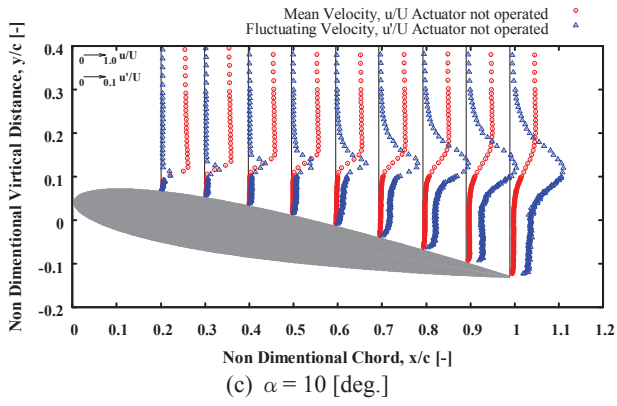 Mean Velocity, u/U Actuator not operated
Fluctuating Velocity, u'/U Actuator not operated
Non Dimentional Virtical Distance, y/c [-]
0.4
0.3
0.2
0.1
0
-0.1
-0.2
0 1.0 u/U
0 0.1 u'/U
0 0.1 0.2 0.3 0.4 0.5 0.6 0.7 0.8 0.9 1 1.1 1.2
Non Dimentional Chord, x/c [-]
(c) α = 10 [deg.]